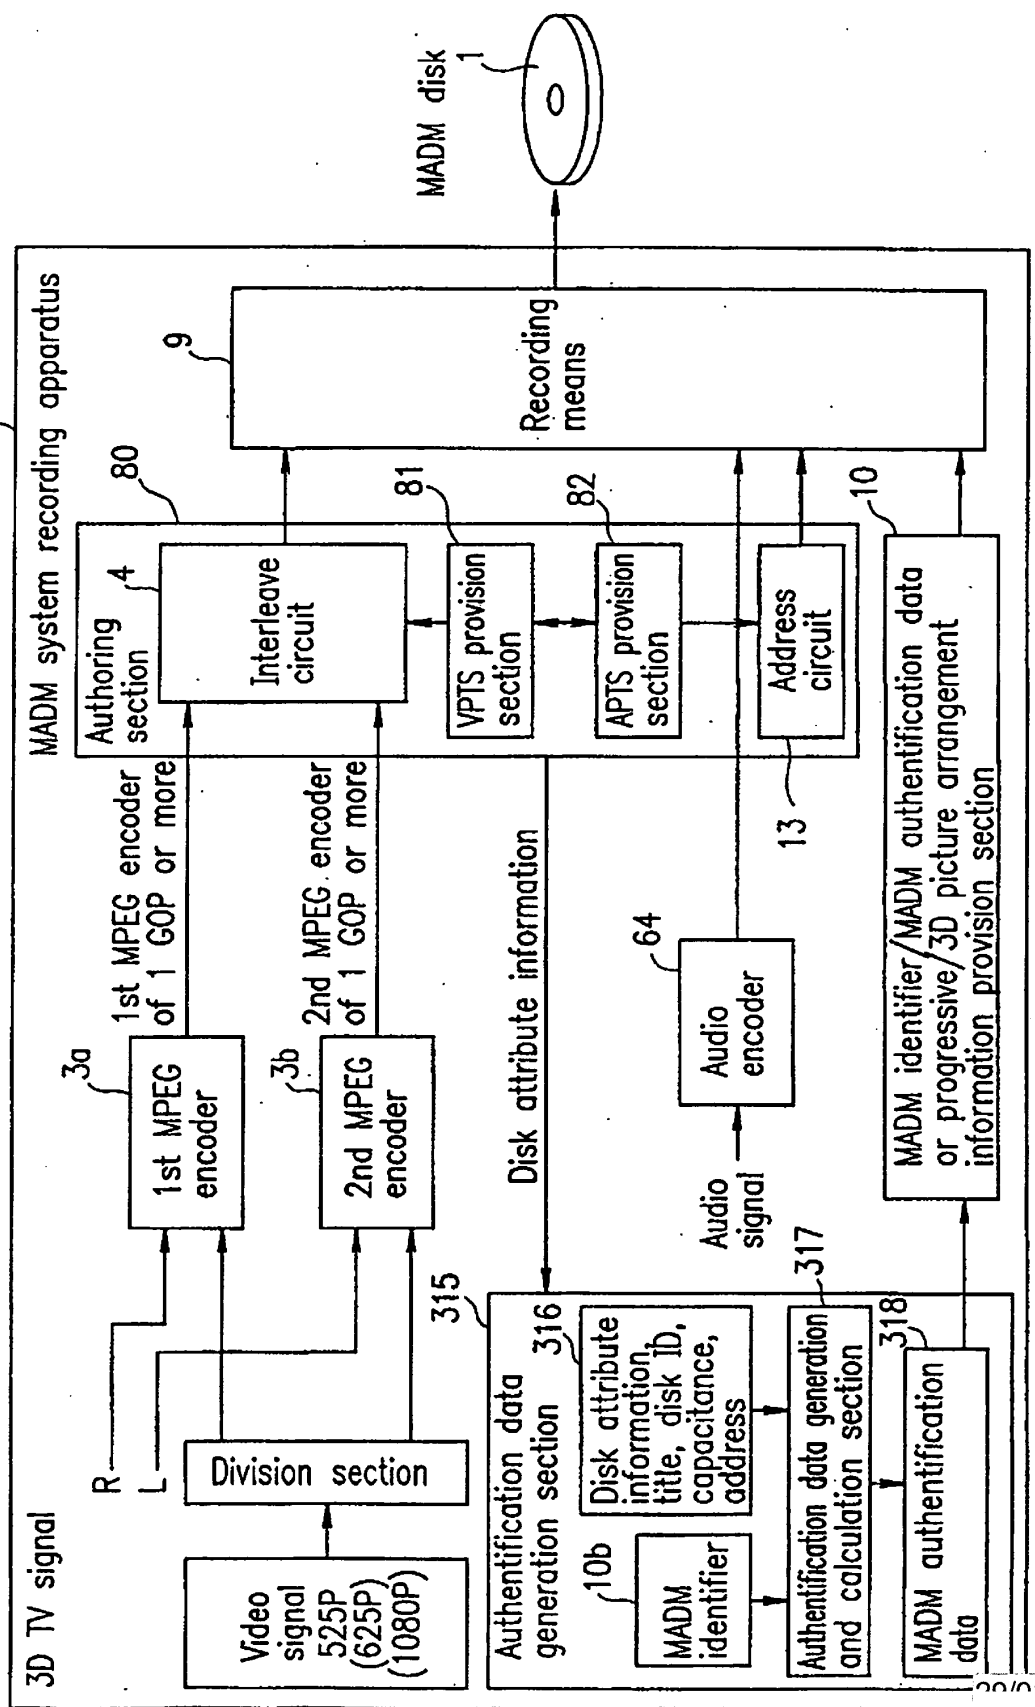 3D TV signal
MADM system recording apparatus
MADM disk
1
R
L
Video
signal
525P
(625P)
(1080P)
Division section
3a
1st MPEG
encoder
3b
2nd MPEG
encoder
1st MPEG encoder
of 1 GOP or more
2nd MPEG encoder
of 1 GOP or more
80
Authoring
section
4
Interleave
circuit
81
VPTS provision
section
82
APTS provision
section
13
Address
circuit
9
Recording
means
Disk attribute information
Audio
signal
64
Audio
encoder
315
Authentification data
generation section
316
Disk attribute
information
title, disk ID,
capacitance,
address
10b
MADM
identifier
317
Authentification data generation
and calculation section
318
MADM authentification
data
10
MADM identifier/MADM authentification data
or progressive/3D picture arrangement
information provision section